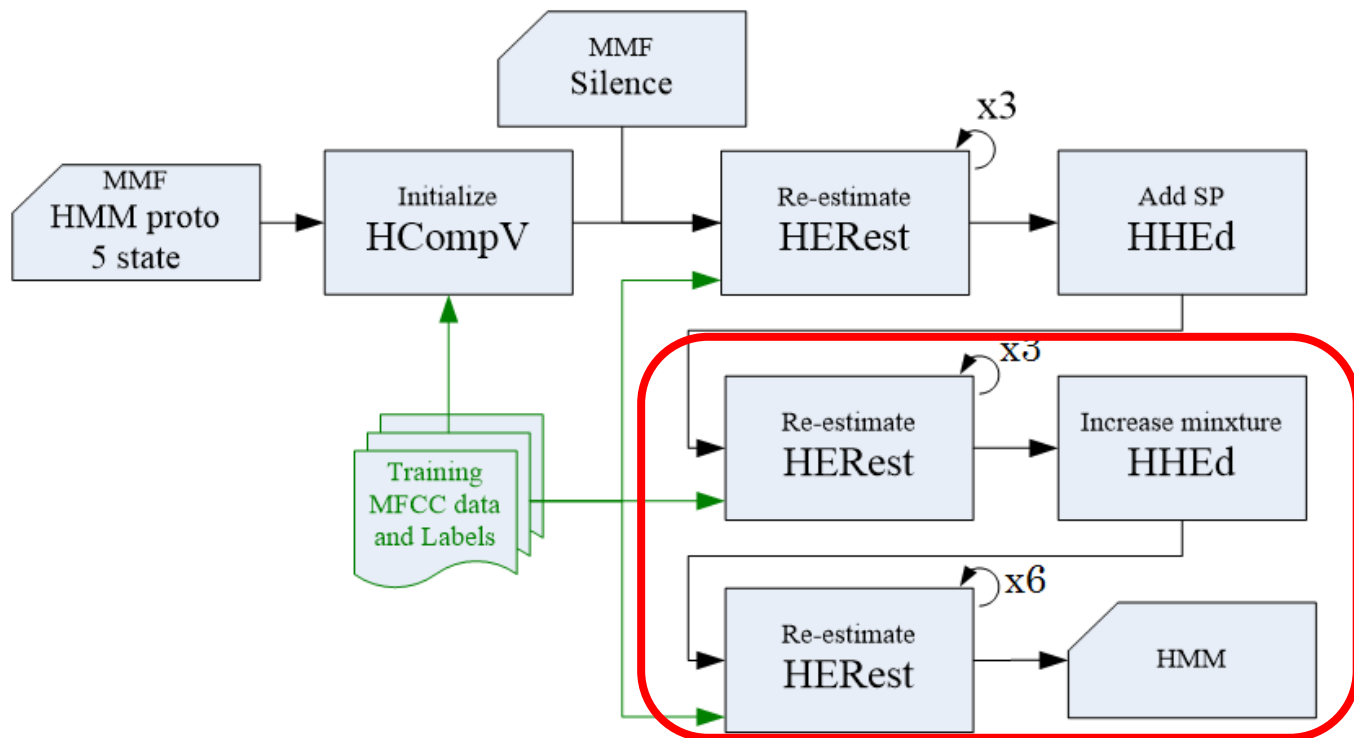 MMF
Silence
x3
MMF
HMM proto
5 state
Initialize
HCompV
Re-estimate
HERest
Add SP
HHEd
x3
Training
MFCC data
and Labels
Re-estimate
HERest
Increase minxture
HHEd
x6
Re-estimate
HERest
HMM